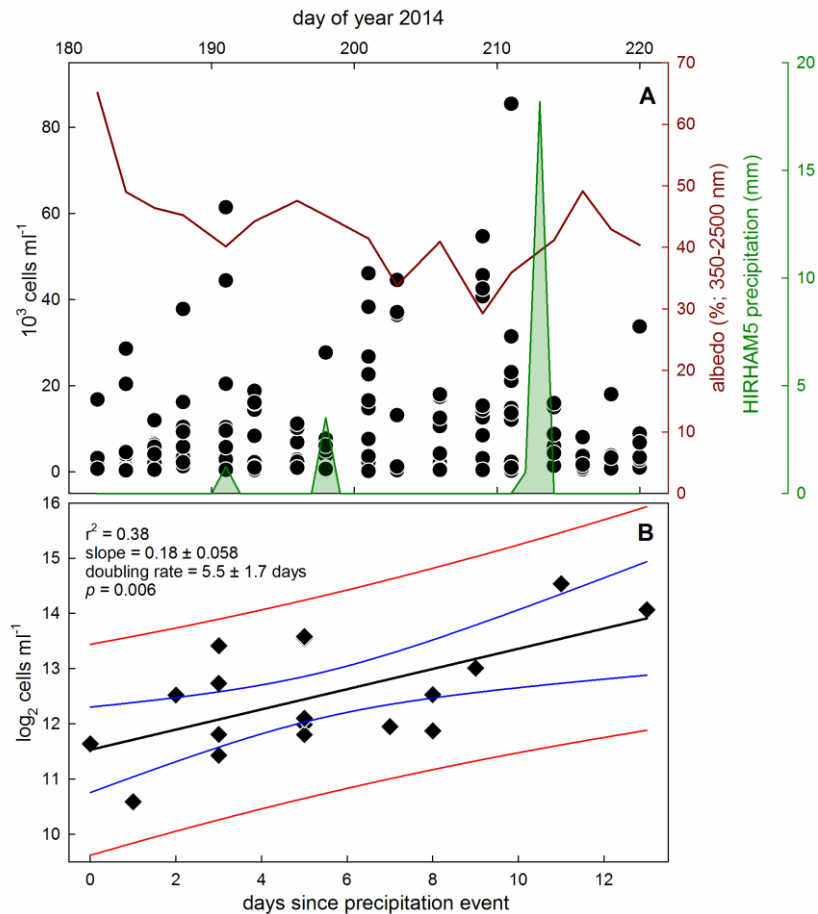 day of year 2014
180 190 200 210 220
A
80
60
40
20
0
10³ cells ml⁻¹
70
60
50
40
30
20
10
0
albedo (%; 350-2500 nm)
20
15
10
5
0
HIRHAM5 precipitation (mm)
B
r² = 0.38
slope = 0.18 ± 0.058
doubling rate = 5.5 ± 1.7 days
p = 0.006
16
15
14
13
12
11
10
log₂ cells ml⁻¹
0 2 4 6 8 10 12
days since precipitation event